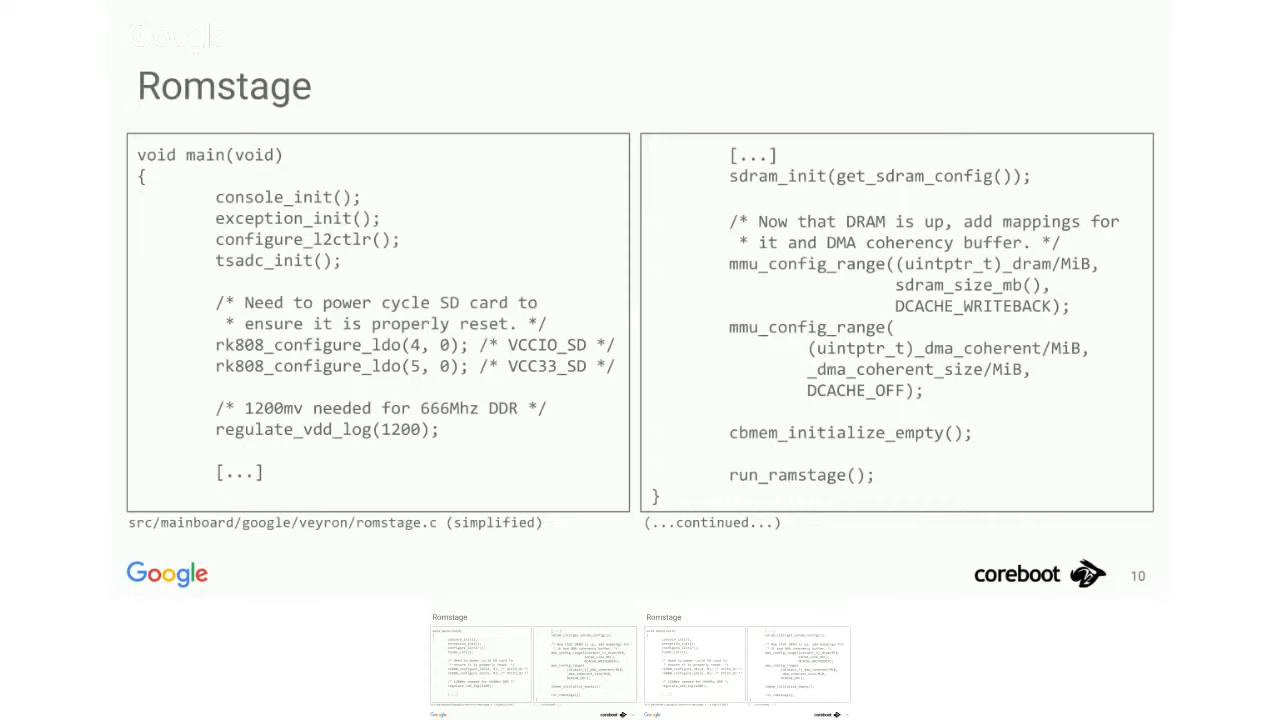 Google
Romstage
void main(void)
{
console_init();
exception_init();
configure_l2ctlr();
tsadc_init();
/* Need to power cycle SD card to
* ensure it is properly reset. */
rk808_configure_ldo(4, 0); /* VCCIO_SD */
rk808_configure_ldo(5, 0); /* VCC33_SD */
/* 1200mv needed for 666Mhz DDR */
regulate_vdd_log(1200);
[...]
src/mainboard/google/veyron/romstage.c (simplified)
[...]
sdram_init(get_sdram_config());
/* Now that DRAM is up, add mappings for
* it and DMA coherency buffer. */
mmu_config_range((uintptr_t)_dram/MiB,
sdram_size_mb(),
DCACHE_WRITEBACK);
mmu_config_range(
(uintptr_t)_dma_coherent/MiB,
_dma_coherent_size/MiB,
DCACHE_OFF);
cbmem_initialize_empty();
run_ramstage();
}
(...continued...)
Google
coreboot
10
Romstage
Romstage